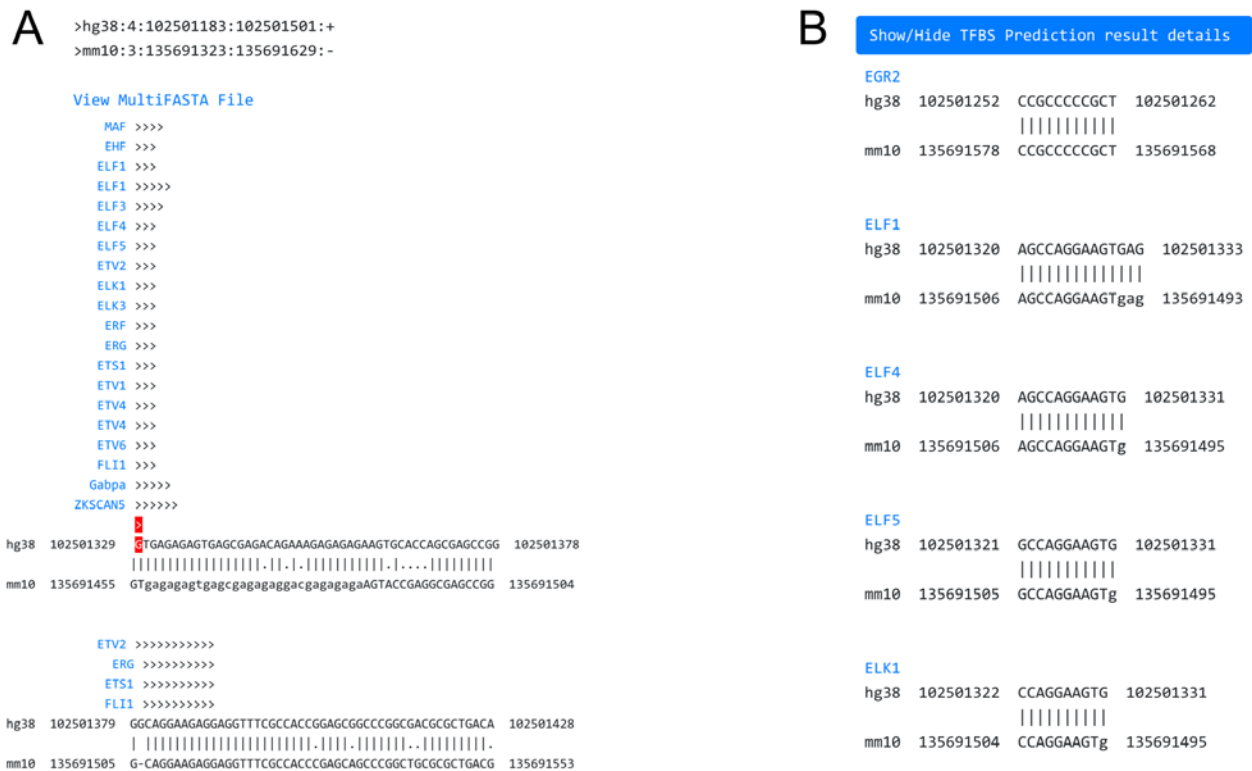 A
>hg38:4:102501183:102501501:+
>mm10:3:135691323:135691629:-
View MultiFASTA File
MAF >>>>
EHF >>>
ELF1 >>>
ELF1 >>>>>
ELF3 >>>>
ELF4 >>>
ELF5 >>>
ETV2 >>>
ELK1 >>>
ELK3 >>>
ERF >>>
ERG >>>
ETS1 >>>
ETV1 >>>
ETV4 >>>
ETV4 >>>
ETV6 >>>
FLI1 >>>
Gabpa >>>>>
ZKSCAN5 >>>>>>
>
hg38 102501329 GTGAGAGAGTGAGCGAGACAGAAAGAGAGAGAAGTGCACCAGCGAGCCGG 102501378
||||||||||||||||||.||.|.|||||||||||.|....|||||||||
mm10 135691455 GTgagagagtgagcgagagaggacgagagagaAGTACCGAGGCGAGCCGG 135691504
ETV2 >>>>>>>>>>>
ERG >>>>>>>>>>
ETS1 >>>>>>>>>>
FLI1 >>>>>>>>>>
hg38 102501379 GGCAGGAAGAGGAGGTTTCGCCACCGGAGCGGCCCGGCGACGCGCTGACA 102501428
| |||||||||||||||||||||||.||||.|||||||..|||||||||.
mm10 135691505 G-CAGGAAGAGGAGGTTTCGCCACCCGAGCAGCCCGGCTGCGCGCTGACG 135691553
B
Show/Hide TFBS Prediction result details
EGR2
hg38 102501252 CCGCCCCCGCT 102501262
|||||||||||
mm10 135691578 CCGCCCCCGCT 135691568
ELF1
hg38 102501320 AGCCAGGAAGTGAG 102501333
||||||||||||||
mm10 135691506 AGCCAGGAAGTgag 135691493
ELF4
hg38 102501320 AGCCAGGAAGTG 102501331
||||||||||||
mm10 135691506 AGCCAGGAAGTg 135691495
ELF5
hg38 102501321 GCCAGGAAGTG 102501331
|||||||||||
mm10 135691505 GCCAGGAAGTg 135691495
ELK1
hg38 102501322 CCAGGAAGTG 102501331
||||||||||
mm10 135691504 CCAGGAAGTg 135691495